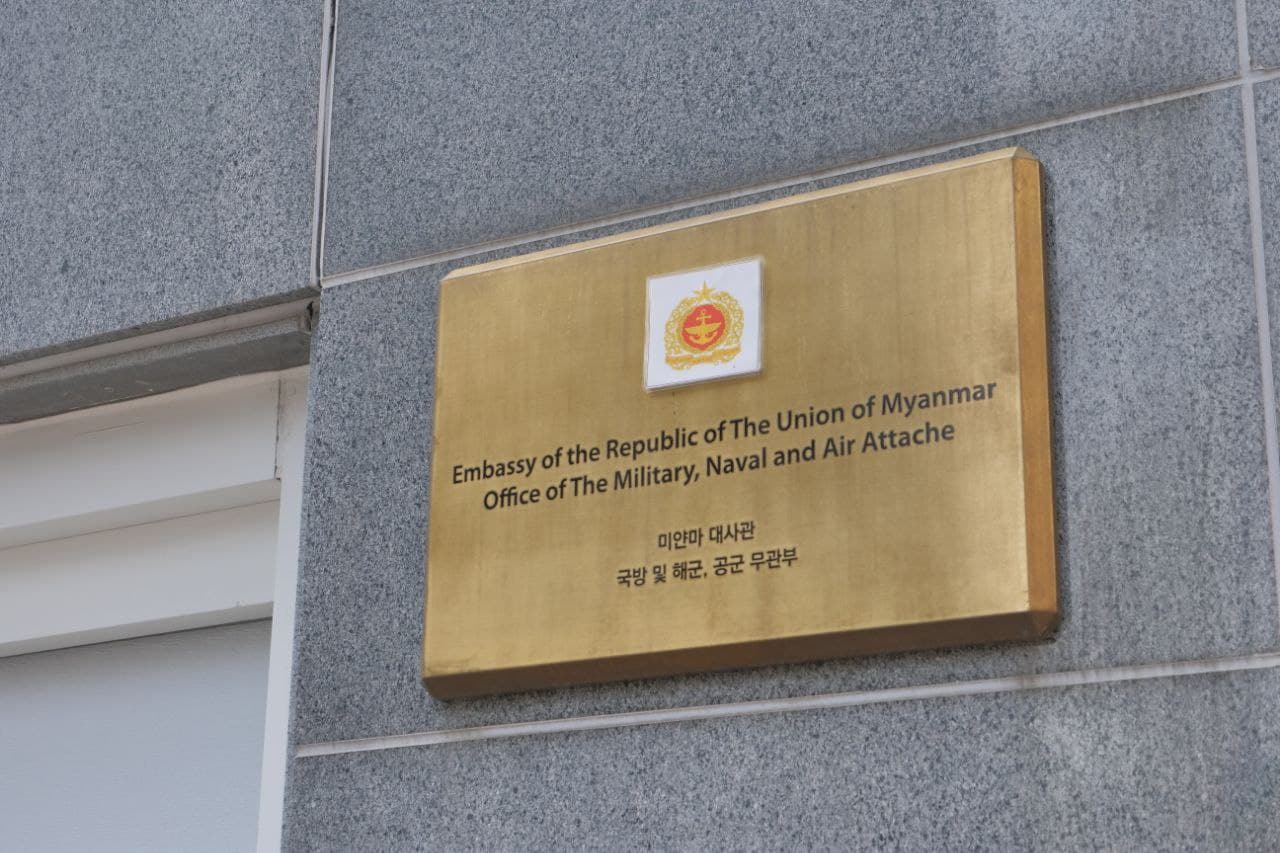 Embassy of the Republic of The Union of Myanmar
Office of The Military, Naval and Air Attache
미얀마 대사관
국방 및 해군, 공군 무관부